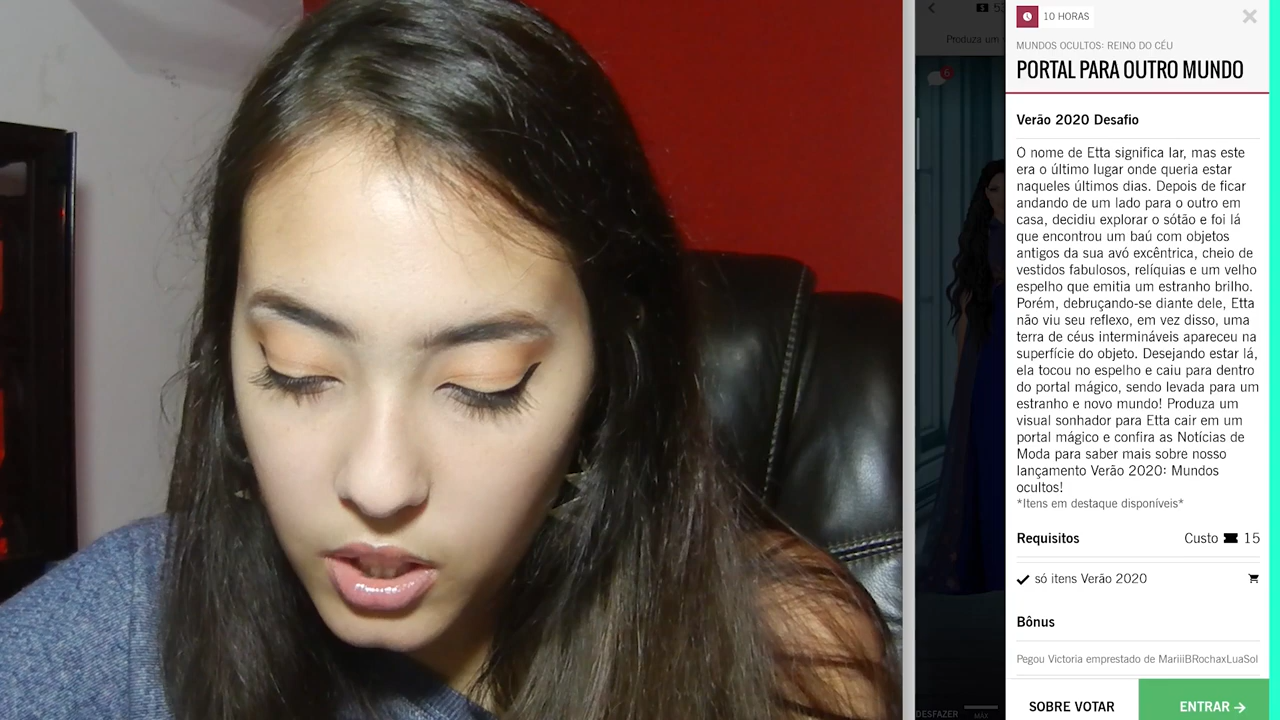 5
Produza um
6
10 HORAS
MUNDOS OCULTOS: REINO DO CÉU
PORTAL PARA OUTRO MUNDO
Verão 2020 Desafio
O nome de Etta significa lar, mas este
era o último lugar onde queria estar
naqueles últimos dias. Depois de ficar
andando de um lado para o outro em
casa, decidiu explorar o sótão e foi lá
que encontrou um baú com objetos
antigos da sua avó excêntrica, cheio de
vestidos fabulosos, relíquias e um velho
espelho que emitia um estranho brilho.
Porém, debruçando-se diante dele, Etta
não viu seu reflexo, em vez disso, uma
terra de céus intermináveis apareceu na
superfície do objeto. Desejando estar lá,
ela tocou no espelho e caiu para dentro
do portal mágico, sendo levada para um
estranho e novo mundo! Produza um
visual sonhador para Etta cair em um
portal mágico e confira as Notícias de
Moda para saber mais sobre nosso
lançamento Verão 2020: Mundos
ocultos!
*Itens em destaque disponíveis*
Requisitos Custo 15
só itens Verão 2020
Bônus
Pegou Victoria emprestado de MariiiBRochaxLuaSol
SOBRE VOTAR ENTRAR
DESFAZER MÁX